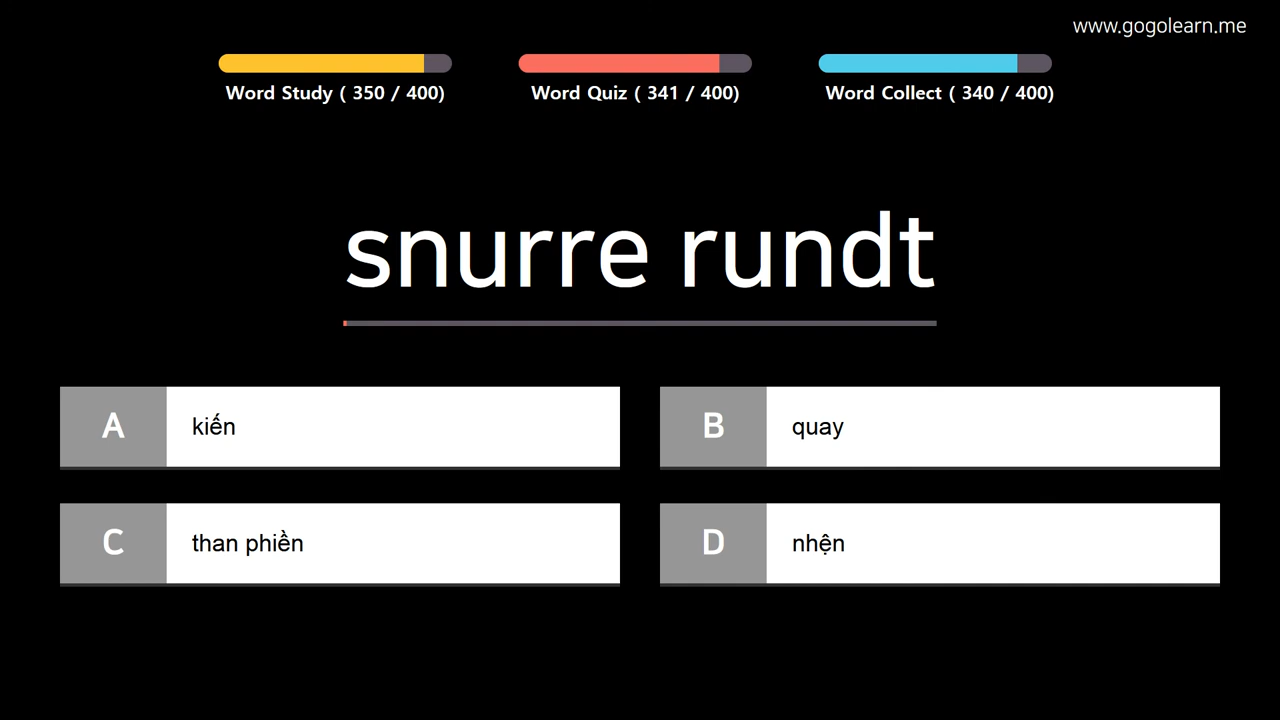 www.gogolearn.me
Word Study ( 350 / 400)
Word Quiz ( 341 / 400)
Word Collect ( 340 / 400)
snurre rundt
A
kiến
B
quay
C
than phiền
D
nhện